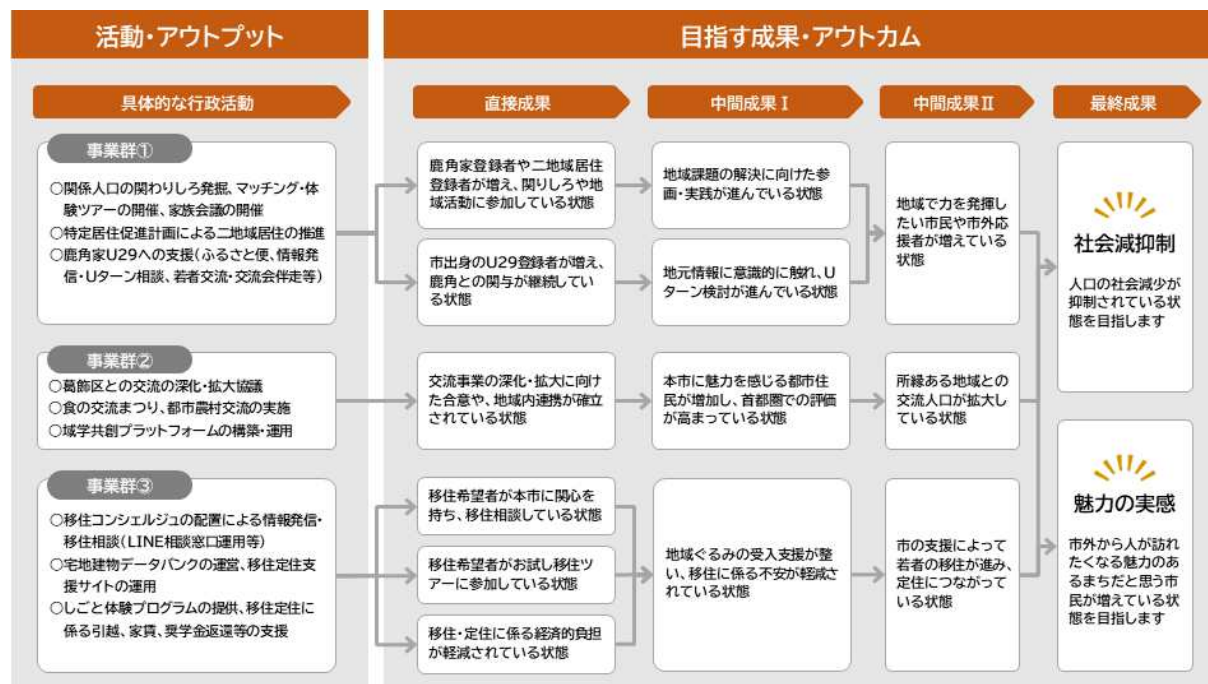 活動・アウトプット
目指す成果・アウトカム
具体的な行政活動
直接成果
中間成果Ⅰ
中間成果Ⅱ
最終成果
事業群①
○関係人口の関わりしろ発掘、マッチング・体
験ツアーの開催、家族会議の開催
○特定居住促進計画による二地域居住の推進
○鹿角家U29への支援(ふるさと便、情報発
信・Uターン相談、若者交流・交流会伴走等)
鹿角家登録者や二地域居住
登録者が増え、関りしろや地
域活動に参加している状態
市出身のU29登録者が増え、
鹿角との関与が継続してい
る状態
地域課題の解決に向けた参
画・実践が進んでいる状態
地元情報に意識的に触れ、U
ターン検討が進んでいる状態
地域で力を発揮し
たい市民や市外応
援者が増えている
状態
事業群②
○葛飾区との交流の深化・拡大協議
○食の交流まつり、都市農村交流の実施
○域学共創プラットフォームの構築・運用
交流事業の深化・拡大に向け
た合意や、地域内連携が確立
されている状態
本市に魅力を感じる都市住
民が増加し、首都圏での評価
が高まっている状態
所縁ある地域との
交流人口が拡大し
ている状態
事業群③
○移住コンシェルジュの配置による情報発信・
移住相談(LINE相談窓口運用等)
○宅地建物データバンクの運営、移住定住支
援サイトの運用
○しごと体験プログラムの提供、移住定住に
係る引越、家賃、奨学金返還等の支援
移住希望者が本市に関心を
持ち、移住相談している状態
移住希望者がお試し移住ツ
アーに参加している状態
移住・定住に係る経済的負担
が軽減されている状態
地域ぐるみの受入支援が整
い、移住に係る不安が軽減さ
れている状態
市の支援によって
若者の移住が進み、
定住につながって
いる状態
社会減抑制
人口の社会減少が
抑制されている状
態を目指します
魅力の実感
市外から人が訪れ
たくなる魅力のあ
るまちだと思う市
民が増えている状
態を目指します